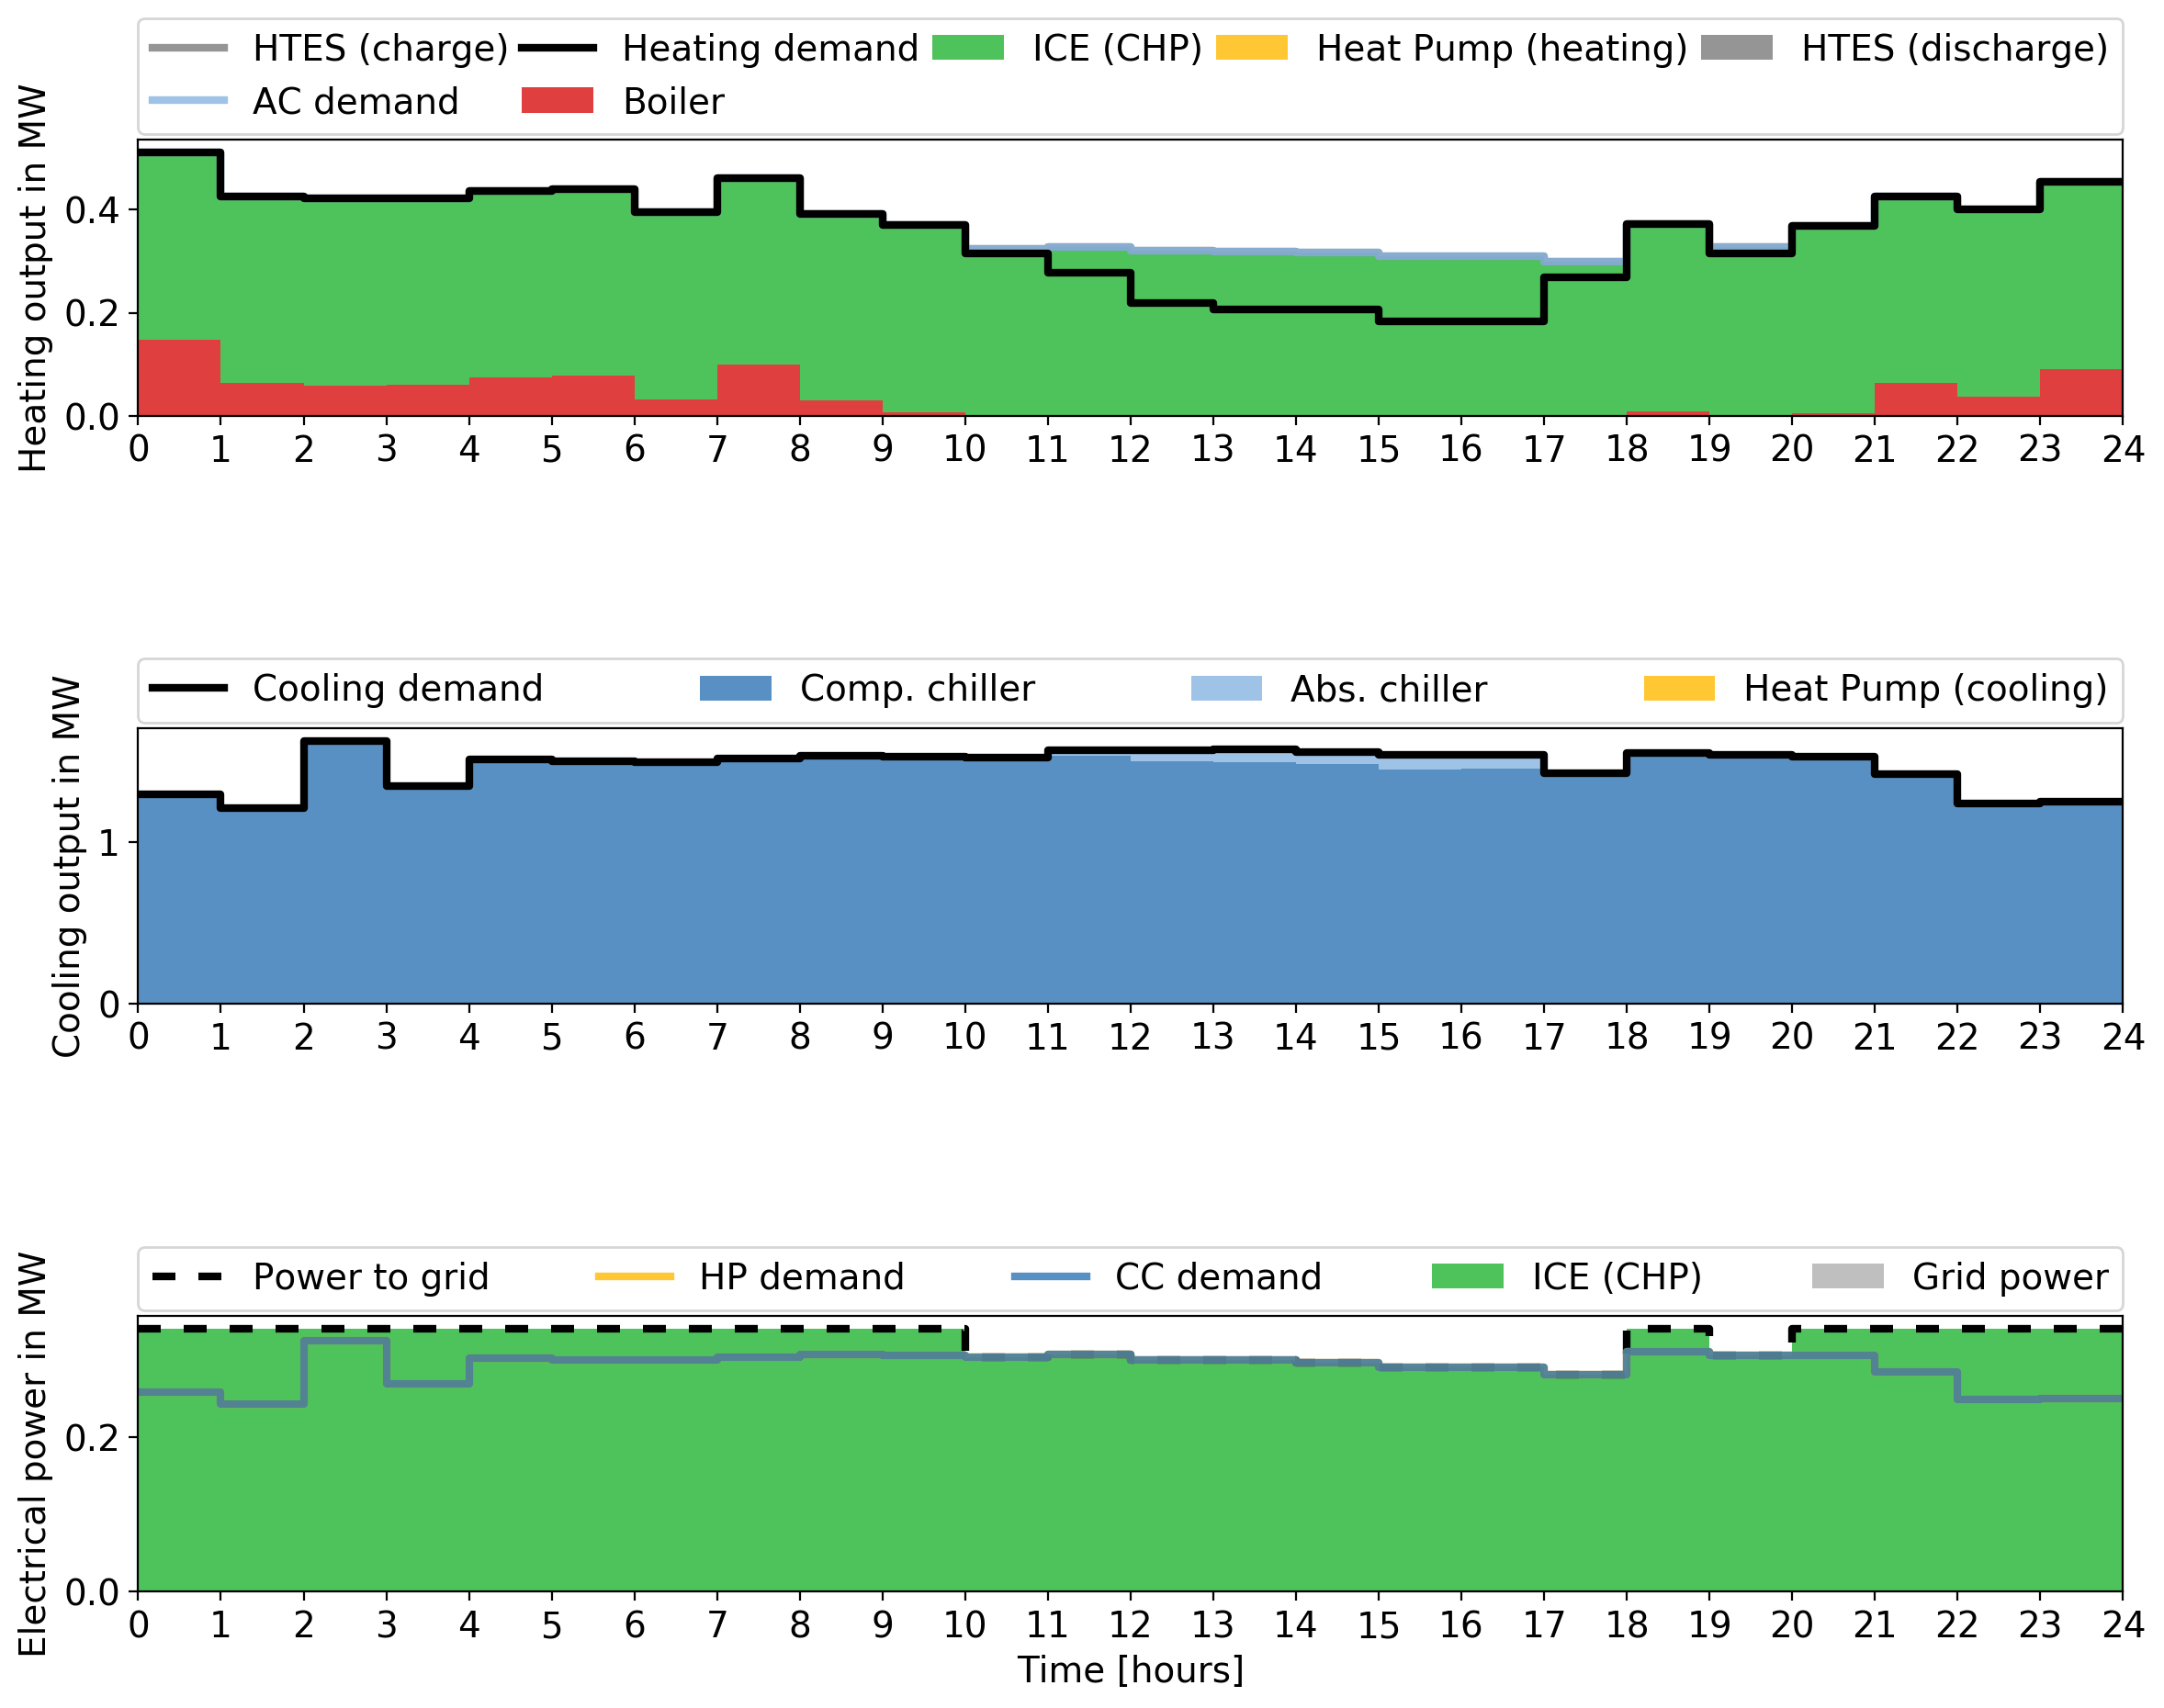 HTES (charge) Heating demand ICE (CHP) Heat Pump (heating) HTES (discharge)
AC demand Boiler
Heating output in MW
0.4
0.2
0.0
0 1 2 3 4 5 6 7 8 9 10 11 12 13 14 15 16 17 18 19 20 21 22 23 24
Cooling demand Comp. chiller Abs. chiller Heat Pump (cooling)
Cooling output in MW
1
0
0 1 2 3 4 5 6 7 8 9 10 11 12 13 14 15 16 17 18 19 20 21 22 23 24
Power to grid HP demand CC demand ICE (CHP) Grid power
Electrical power in MW
0.2
0.0
0 1 2 3 4 5 6 7 8 9 10 11 12 13 14 15 16 17 18 19 20 21 22 23 24
Time [hours]